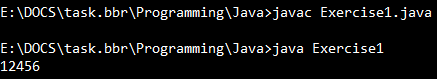 E:\DOCS\task.bbr\Programming\Java>javac Exercise1.java
E:\DOCS\task.bbr\Programming\Java>java Exercise1
12456